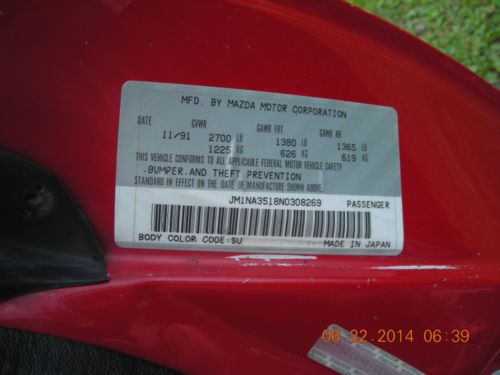 MFD. BY MAZDA MOTOR CORPORATION
DATE GVWR GAWR FRT GAWR RR
11/91 2700 LB 1380 LB 1365 LB
1225 KG 626 KG 619 KG
THIS VEHICLE CONFORMS TO ALL APPLICABLE FEDERAL MOTOR VEHICLE SAFETY
.BUMPER.AND THEFT PREVENTION
STANDARD IN EFFECT ON THE DATE OF MANUFACTURE SHOWN ABOVE.
JM1NA3518N0308269 PASSENGER
BODY COLOR CODE:SU MADE IN JAPAN
06.22.2014 06:39